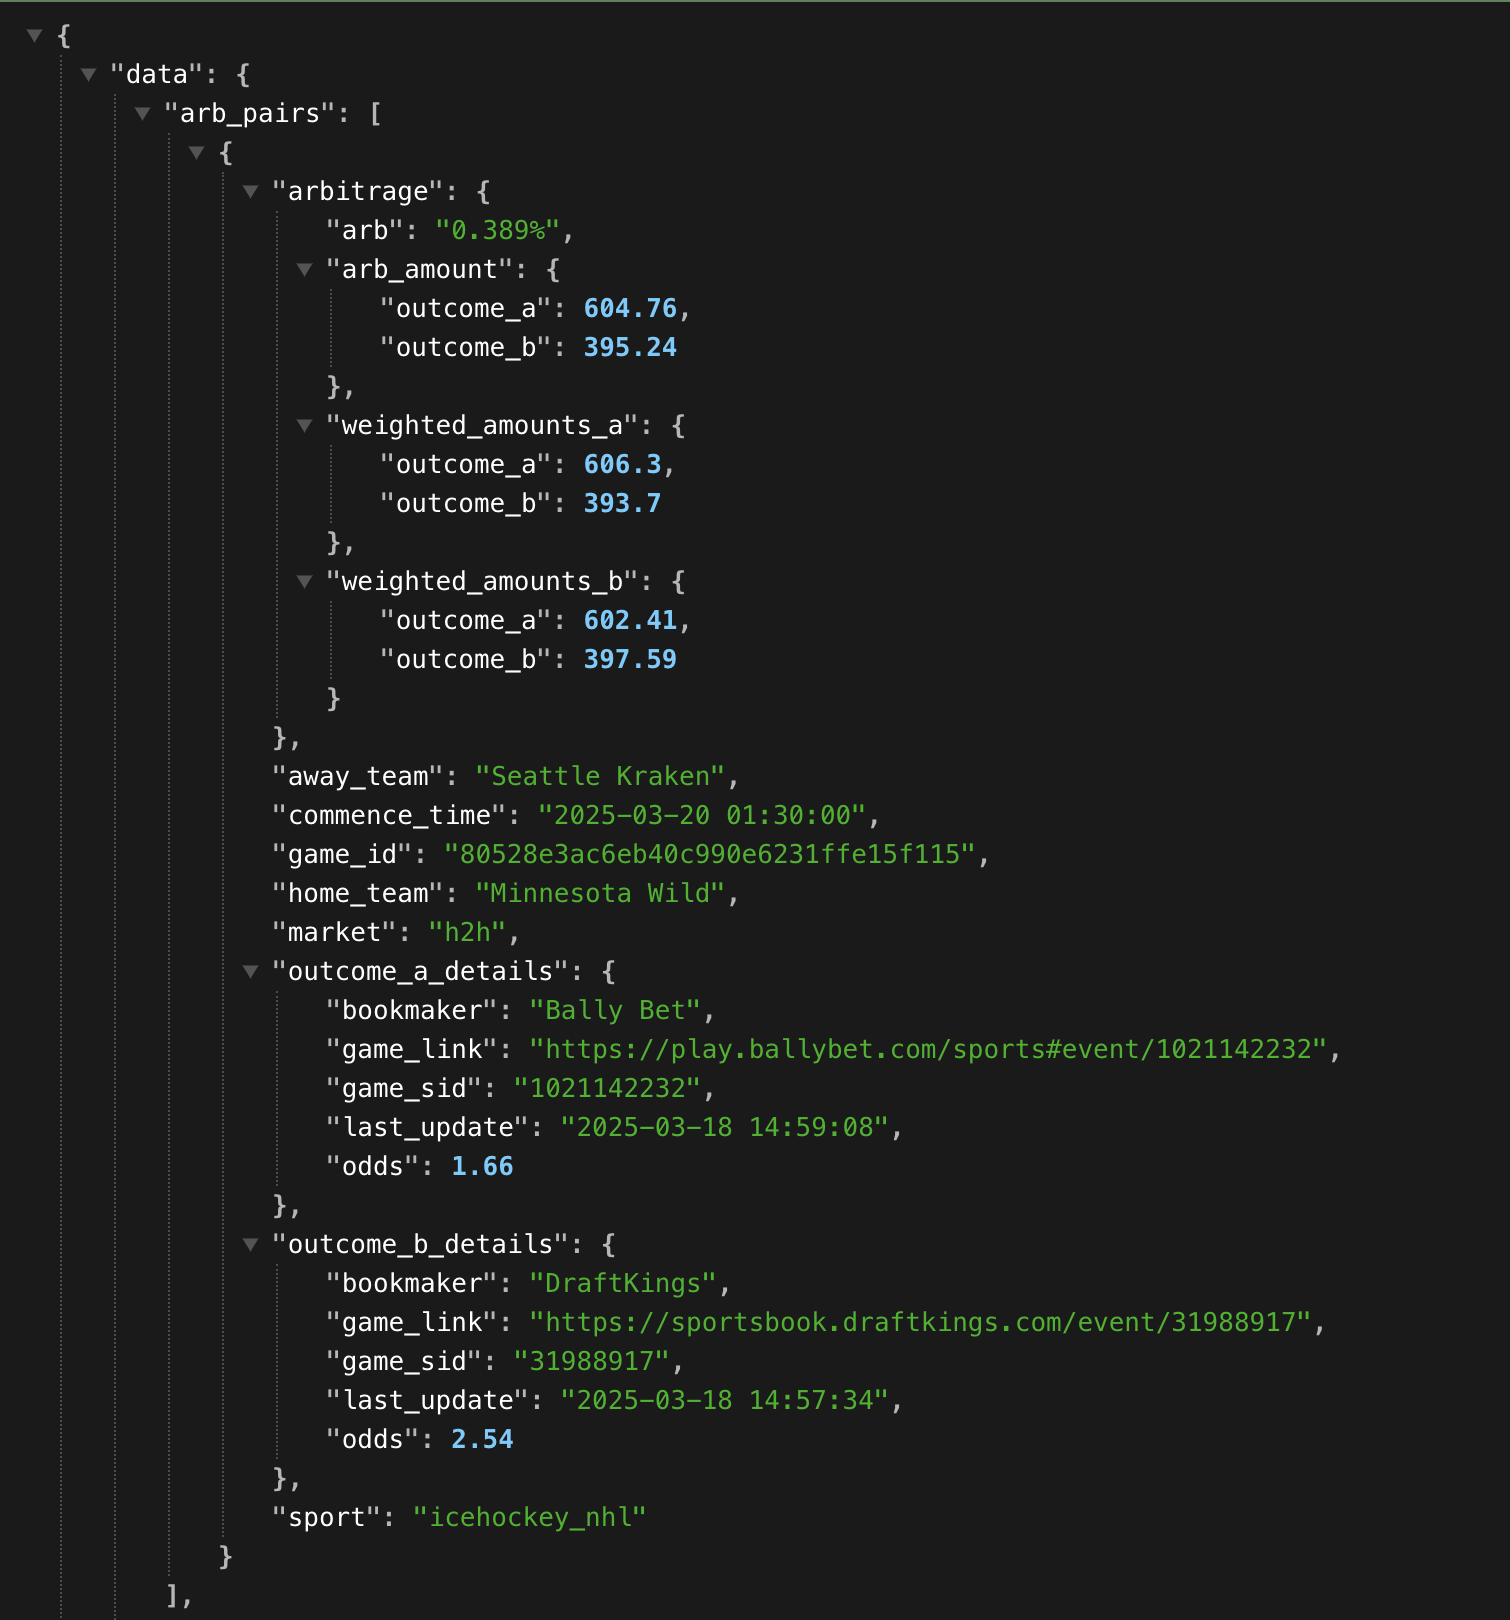 {
"data": {
"arb_pairs": [
{
"arbitrage": {
"arb": "0.389%",
"arb_amount": {
"outcome_a": 604.76,
"outcome_b": 395.24
},
"weighted_amounts_a": {
"outcome_a": 606.3,
"outcome_b": 393.7
},
"weighted_amounts_b": {
"outcome_a": 602.41,
"outcome_b": 397.59
}
},
"away_team": "Seattle Kraken",
"commence_time": "2025-03-20 01:30:00",
"game_id": "80528e3ac6eb40c990e6231ffe15f115",
"home_team": "Minnesota Wild",
"market": "h2h",
"outcome_a_details": {
"bookmaker": "Bally Bet",
"game_link": "https://play.ballybet.com/sports#event/1021142232",
"game_sid": "1021142232",
"last_update": "2025-03-18 14:59:08",
"odds": 1.66
},
"outcome_b_details": {
"bookmaker": "DraftKings",
"game_link": "https://sportsbook.draftkings.com/event/31988917",
"game_sid": "31988917",
"last_update": "2025-03-18 14:57:34",
"odds": 2.54
},
"sport": "icehockey_nhl"
}
],